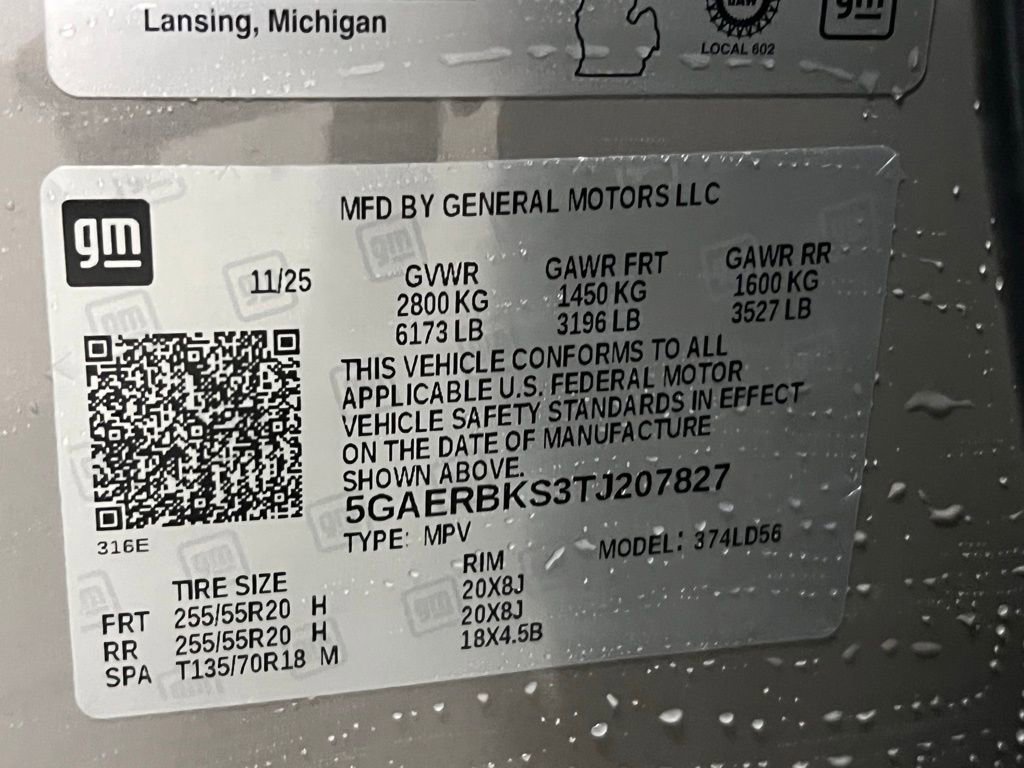 Lansing, Michigan
UAW
LOCAL 602
gm
MFD BY GENERAL MOTORS LLC
gm
11/25 GVWR GAWR FRT GAWR RR
2800 KG 1450 KG 1600 KG
6173 LB 3196 LB 3527 LB
THIS VEHICLE CONFORMS TO ALL
APPLICABLE U.S. FEDERAL MOTOR
VEHICLE SAFETY STANDARDS IN EFFECT
ON THE DATE OF MANUFACTURE
SHOWN ABOVE.
5GAERBKS3TJ207827
316E
TYPE: MPV MODEL: 374LD56
TIRE SIZE RIM
FRT 255/55R20 H 20X8J
RR 255/55R20 H 20X8J
SPA T135/70R18 M 18X4.5B